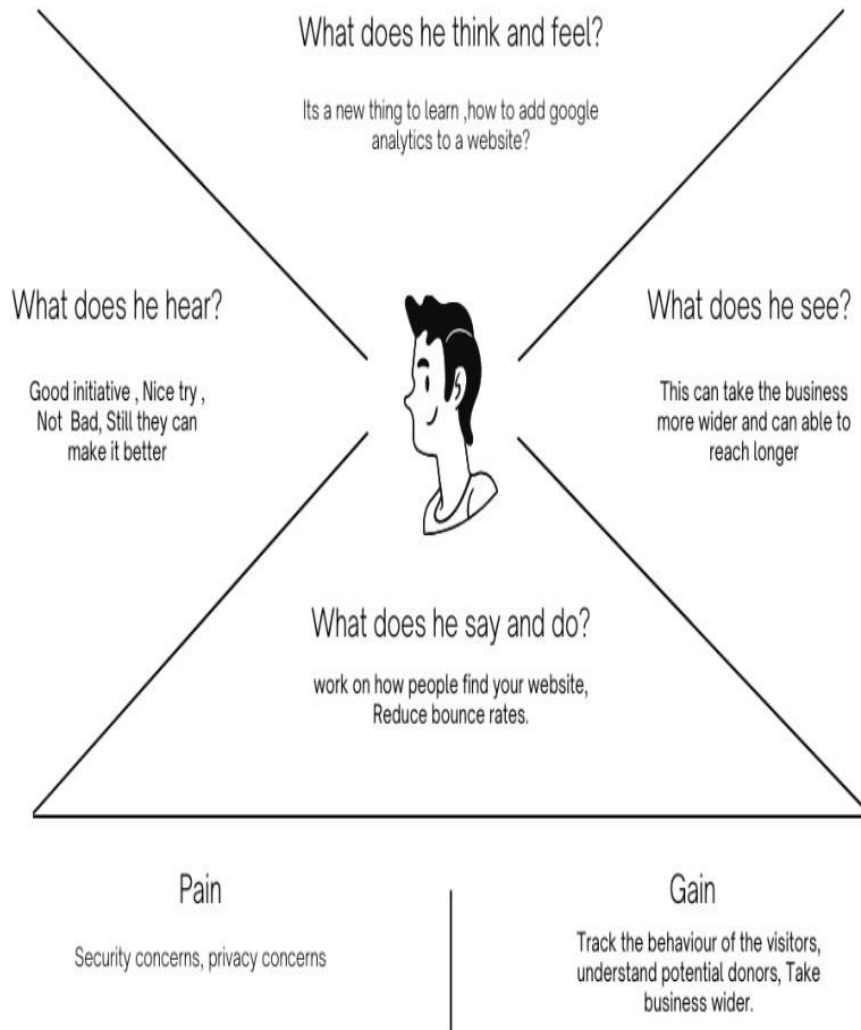 What does he think and feel?
Its a new thing to learn ,how to add google
analytics to a website?
What does he hear?
Good initiative , Nice try ,
Not Bad, Still they can
make it better
What does he see?
This can take the business
more wider and can able to
reach longer
What does he say and do?
work on how people find your website,
Reduce bounce rates.
Pain
Security concerns, privacy concerns
Gain
Track the behaviour of the visitors,
understand potential donors, Take
business wider.